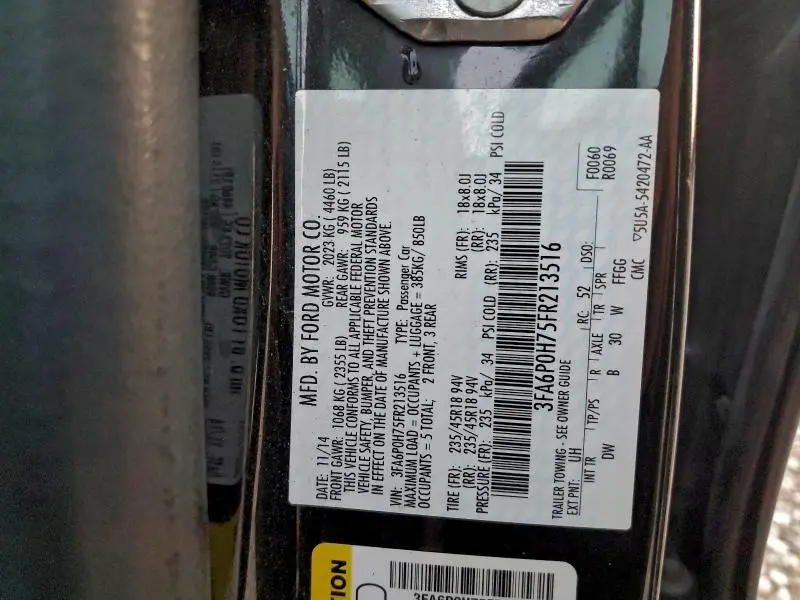 MFD. BY FORD MOTOR CO.
DATE: 11/14 GVWR: 2023 KG ( 4460 LB)
FRONT GAWR: 1068 KG ( 2355 LB) REAR GAWR: 959 KG ( 2115 LB)
THIS VEHICLE CONFORMS TO ALL APPLICABLE FEDERAL MOTOR
VEHICLE SAFETY, BUMPER, AND THEFT PREVENTION STANDARDS
IN EFFECT ON THE DATE OF MANUFACTURE SHOWN ABOVE.
VIN: 3FA6P0H75FR213516 TYPE: Passenger Car
MAXIMUM LOAD = OCCUPANTS + LUGGAGE = 385KG/ 850LB
OCCUPANTS = 5 TOTAL; 2 FRONT, 3 REAR
TIRE (FR): 235/45R18 94V RIMS (FR): 18x8.0J
(RR): 235/45R18 94V (RR): 18x8.0J
PRESSURE (FR): 235 kPa/ 34 PSI COLD (RR): 235 kPa/ 34 PSI COLD
3FA6P0H75FR213516
TRAILER TOWING - SEE OWNER GUIDE
EXT PNT: UH RC: 52 DSO: F0060
R0069
INT TR TP/PS R AXLE TR SPR
DW B 30 W FFGG
CMC ▽5U5A-5420472-AA